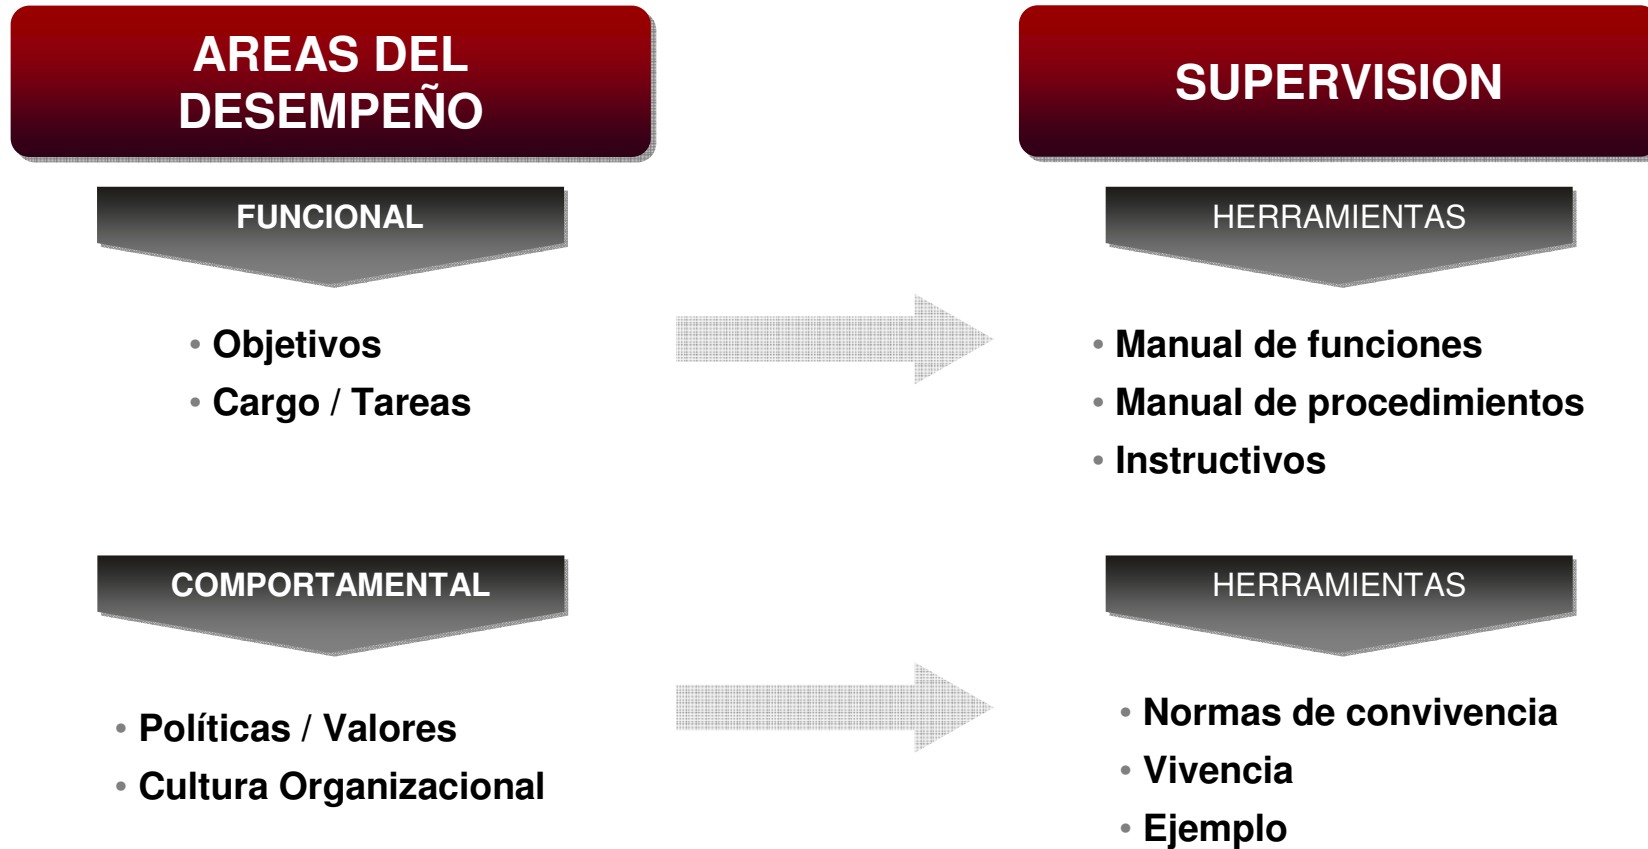 AREAS DEL
DESEMPEÑO
SUPERVISION
FUNCIONAL
HERRAMIENTAS
• Objetivos
• Cargo / Tareas
• Manual de funciones
• Manual de procedimientos
• Instructivos
COMPORTAMENTAL
HERRAMIENTAS
• Políticas / Valores
• Cultura Organizacional
• Normas de convivencia
• Vivencia
• Ejemplo